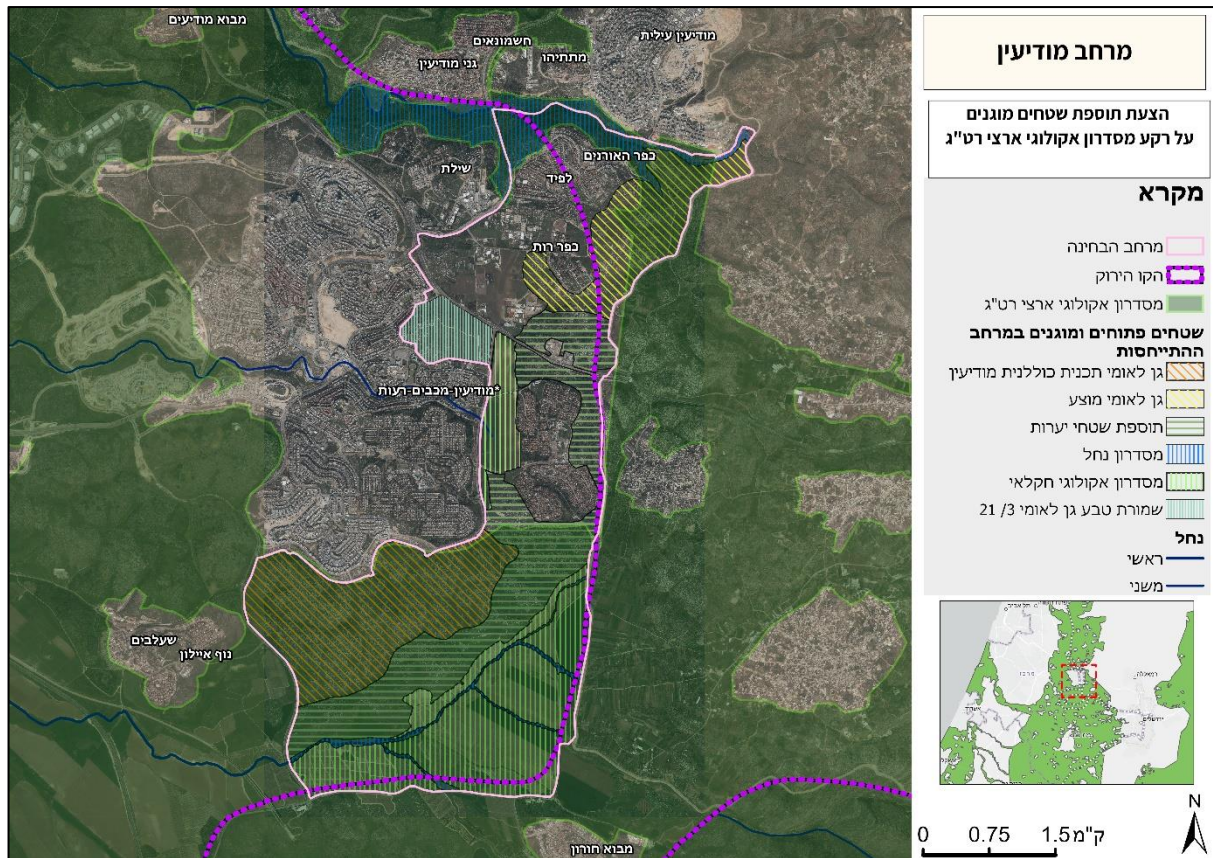 מרחב מודיעין
הצעת תוספת שטחים מוגנים
על רקע מסדרון אקולוגי ארצי רט"ג
מקרא
מרחב הבחינה
הקו הירוק
מסדרון אקולוגי ארצי רט"ג
שטחים פתוחים ומוגנים במרחב
ההתייחסות
גן לאומי תכנית כוללנית מודיעין
גן לאומי מוצע
תוספת שטחי יערות
מסדרון נחל
מסדרון אקולוגי חקלאי
שמורת טבע גן לאומי 3/ 21
נחל
ראשי
משני
N
0 0.75 1.5 ק"מ
מבוא מודיעים
מודיעין עילית
חשמונאים
מתתיהו
גני מודיעין
כפר האורנים
שילת
לפיד
כפר רות
מודיעין-מכבים-רעות*
שעלבים
נוף איילון
מבוא חורון